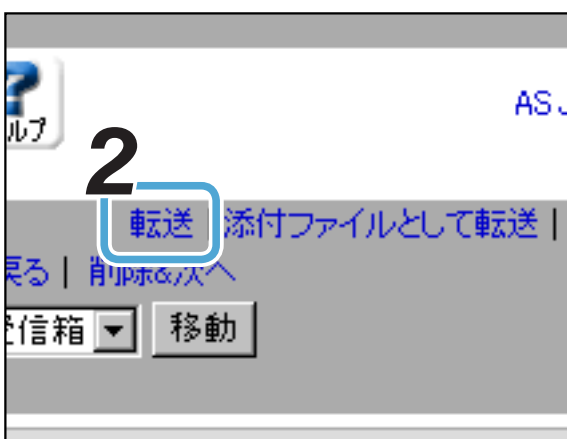 ルプ
AS
2
転送 | 添付ファイルとして転送 |
戻る | 削除&次へ
受信箱 移動